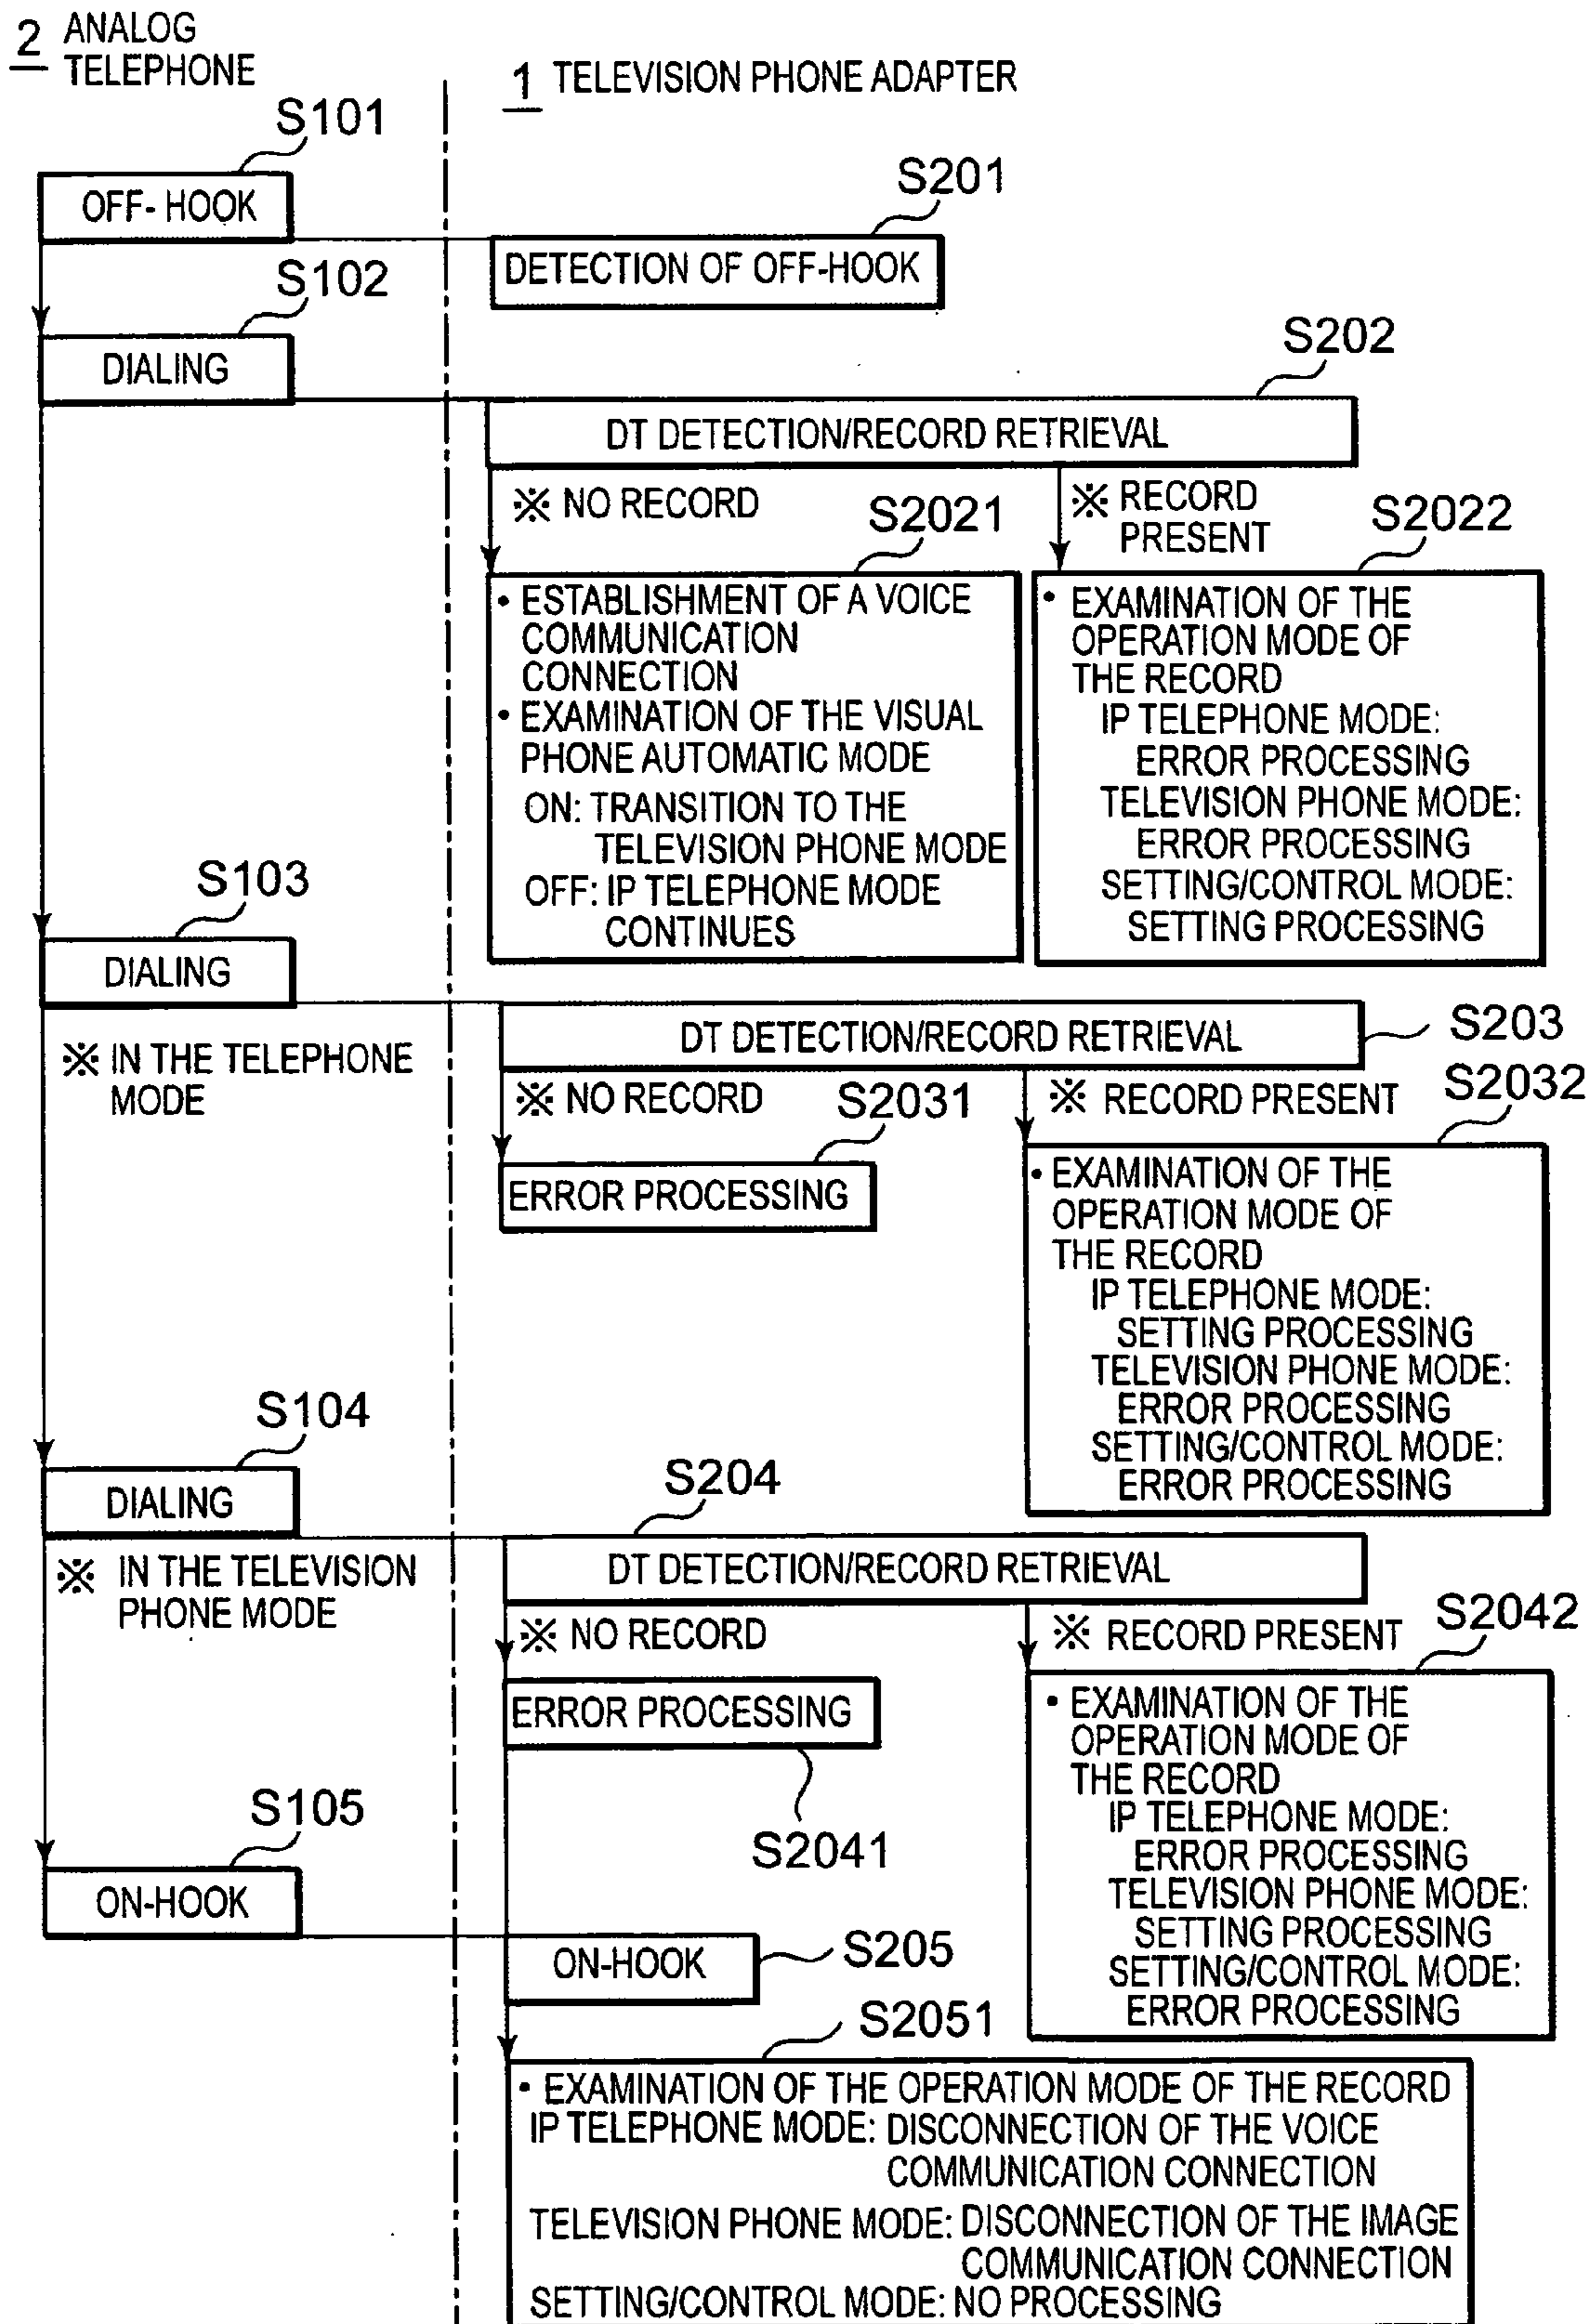 2 ANALOG
TELEPHONE
1 TELEVISION PHONE ADAPTER
S101
OFF- HOOK
S201
DETECTION OF OFF-HOOK
S102
DIALING
S202
DT DETECTION/RECORD RETRIEVAL
※ NO RECORD
※ RECORD
PRESENT
S2021
• ESTABLISHMENT OF A VOICE
COMMUNICATION
CONNECTION
• EXAMINATION OF THE VISUAL
PHONE AUTOMATIC MODE
ON: TRANSITION TO THE
TELEVISION PHONE MODE
OFF: IP TELEPHONE MODE
CONTINUES
S2022
• EXAMINATION OF THE
OPERATION MODE OF
THE RECORD
IP TELEPHONE MODE:
ERROR PROCESSING
TELEVISION PHONE MODE:
ERROR PROCESSING
SETTING/CONTROL MODE:
SETTING PROCESSING
S103
DIALING
※ IN THE TELEPHONE
MODE
S203
DT DETECTION/RECORD RETRIEVAL
※ NO RECORD
※ RECORD PRESENT
S2031
ERROR PROCESSING
S2032
• EXAMINATION OF THE
OPERATION MODE OF
THE RECORD
IP TELEPHONE MODE:
SETTING PROCESSING
TELEVISION PHONE MODE:
ERROR PROCESSING
SETTING/CONTROL MODE:
ERROR PROCESSING
S104
DIALING
※ IN THE TELEVISION
PHONE MODE
S204
DT DETECTION/RECORD RETRIEVAL
※ NO RECORD
※ RECORD PRESENT
ERROR PROCESSING
S2041
S2042
• EXAMINATION OF THE
OPERATION MODE OF
THE RECORD
IP TELEPHONE MODE:
ERROR PROCESSING
TELEVISION PHONE MODE:
SETTING PROCESSING
SETTING/CONTROL MODE:
ERROR PROCESSING
S105
ON-HOOK
ON-HOOK
S205
S2051
• EXAMINATION OF THE OPERATION MODE OF THE RECORD
IP TELEPHONE MODE: DISCONNECTION OF THE VOICE
COMMUNICATION CONNECTION
TELEVISION PHONE MODE: DISCONNECTION OF THE IMAGE
COMMUNICATION CONNECTION
SETTING/CONTROL MODE: NO PROCESSING